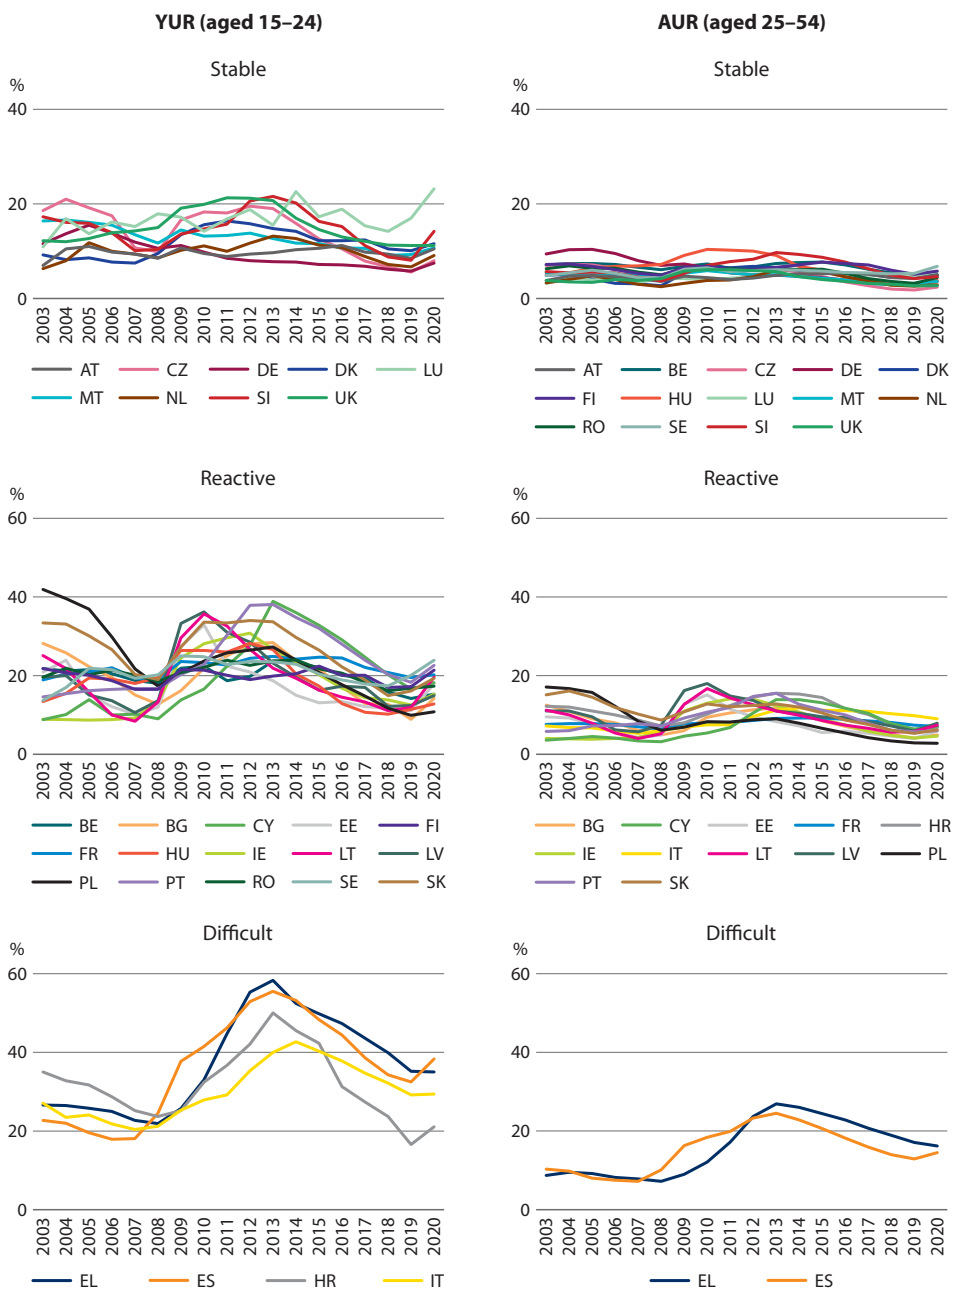 YUR (aged 15–24) AUR (aged 25–54)
Stable Stable
% %
40 40
20 20
0 0
2003 2004 2005 2006 2007 2008 2009 2010 2011 2012 2013 2014 2015 2016 2017 2018 2019 2020 2003 2004 2005 2006 2007 2008 2009 2010 2011 2012 2013 2014 2015 2016 2017 2018 2019 2020
AT CZ DE DK LU AT BE CZ DE DK
MT NL SI UK FI HU LU MT NL
RO SE SI UK
Reactive Reactive
% %
60 60
40 40
20 20
0 0
2003 2004 2005 2006 2007 2008 2009 2010 2011 2012 2013 2014 2015 2016 2017 2018 2019 2020 2003 2004 2005 2006 2007 2008 2009 2010 2011 2012 2013 2014 2015 2016 2017 2018 2019 2020
BE BG CY EE FI BG CY EE FR HR
FR HU IE LT LV IE IT LT LV PL
PL PT RO SE SK PT SK
Difficult Difficult
% %
60 60
40 40
20 20
0 0
2003 2004 2005 2006 2007 2008 2009 2010 2011 2012 2013 2014 2015 2016 2017 2018 2019 2020 2003 2004 2005 2006 2007 2008 2009 2010 2011 2012 2013 2014 2015 2016 2017 2018 2019 2020
EL ES HR IT EL ES